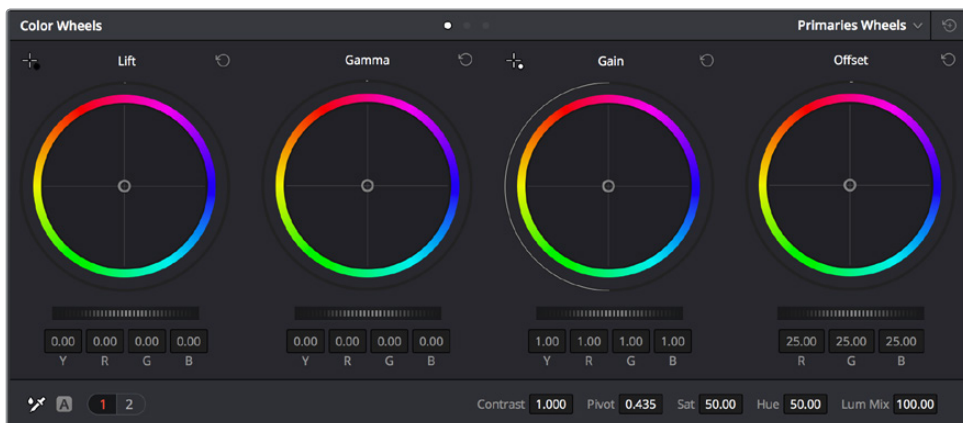 Color Wheels Primaries Wheels
Lift Gamma Gain Offset
0.00 0.00 0.00 0.00 0.00 0.00 0.00 0.00 1.00 1.00 1.00 1.00 25.00 25.00 25.00
Y R G B Y R G B Y R G B R G B
A 1 2 Contrast 1.000 Pivot 0.435 Sat 50.00 Hue 50.00 Lum Mix 100.00